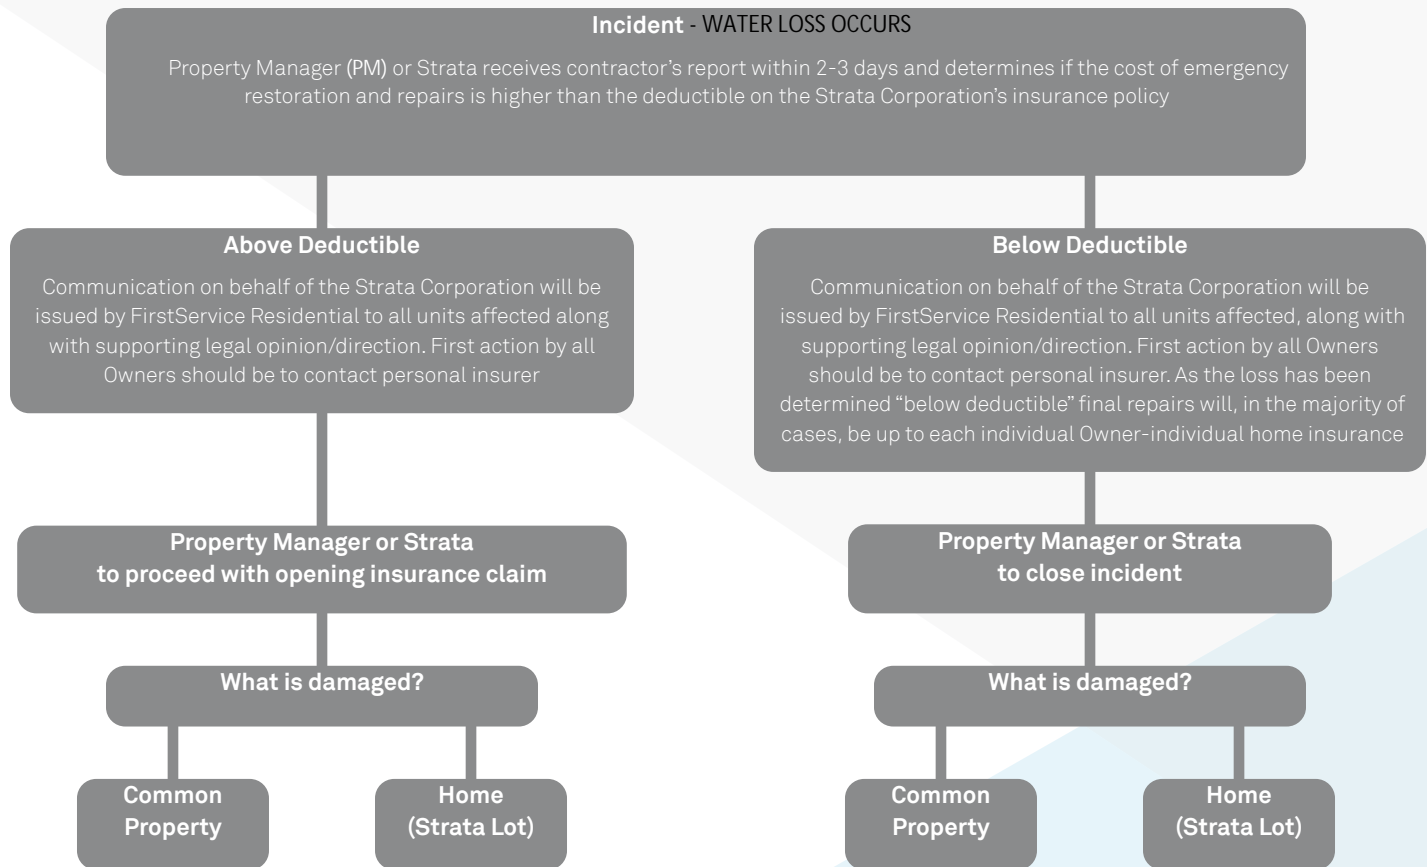 Incident - WATER LOSS OCCURS
Property Manager (PM) or Strata receives contractor's report within 2-3 days and determines if the cost of emergency
restoration and repairs is higher than the deductible on the Strata Corporation's insurance policy
Above Deductible
Communication on behalf of the Strata Corporation will be
issued by FirstService Residential to all units affected along
with supporting legal opinion/direction. First action by all
Owners should be to contact personal insurer
Below Deductible
Communication on behalf of the Strata Corporation will be
issued by FirstService Residential to all units affected, along with
supporting legal opinion/direction. First action by all Owners
should be to contact personal insurer. As the loss has been
determined “below deductible” final repairs will, in the majority of
cases, be up to each individual Owner-individual home insurance
Property Manager or Strata
to proceed with opening insurance claim
Property Manager or Strata
to close incident
What is damaged?
What is damaged?
Common
Property
Home
(Strata Lot)
Common
Property
Home
(Strata Lot)